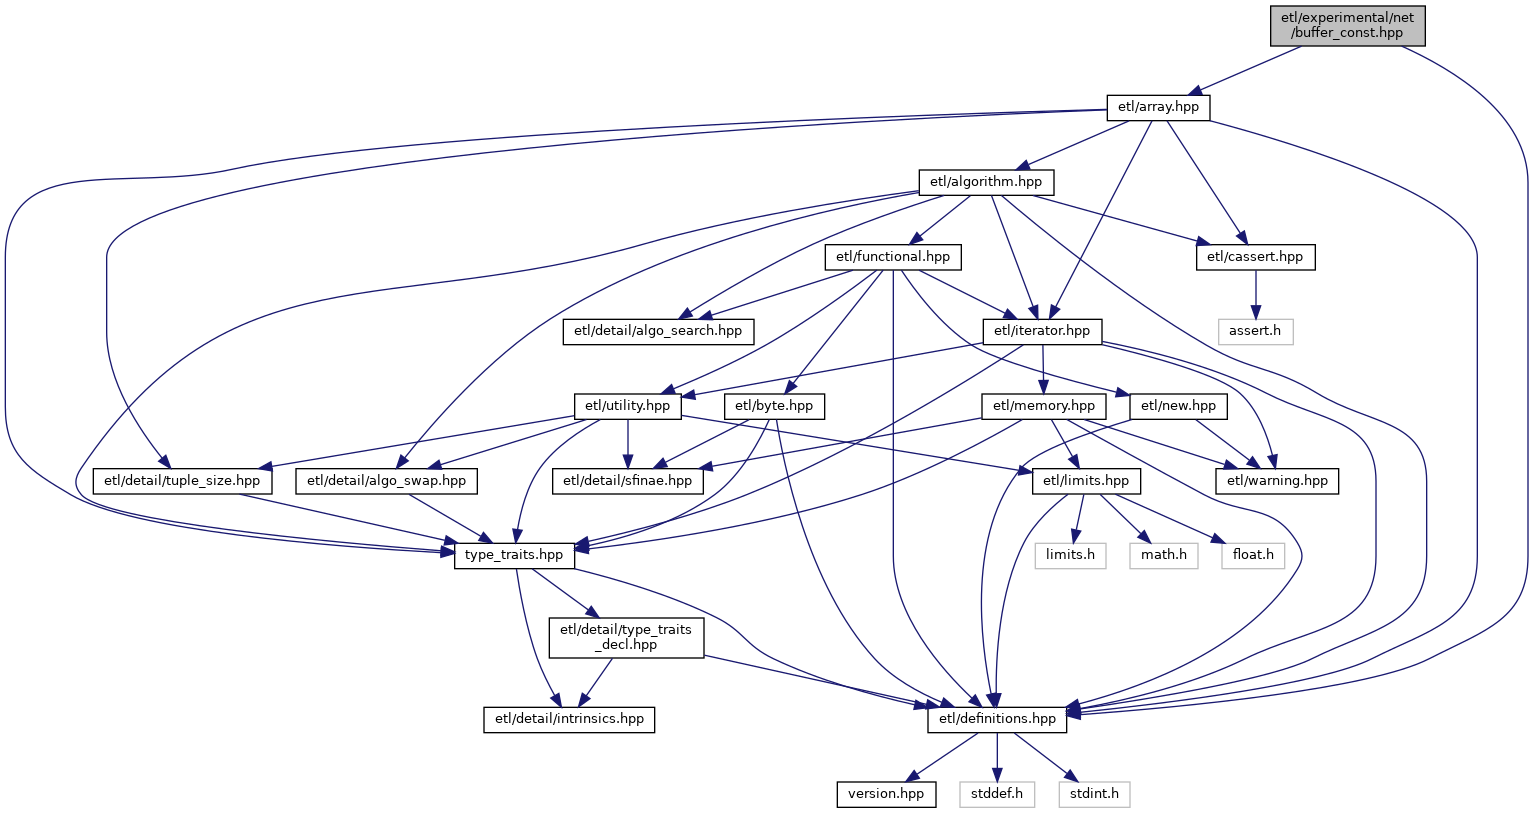 etl/experimental/net
/buffer_const.hpp
etl/array.hpp
etl/algorithm.hpp
etl/functional.hpp
etl/cassert.hpp
etl/detail/algo_search.hpp
etl/iterator.hpp
assert.h
etl/utility.hpp
etl/byte.hpp
etl/memory.hpp
etl/new.hpp
etl/detail/tuple_size.hpp
etl/detail/algo_swap.hpp
etl/detail/sfinae.hpp
etl/limits.hpp
etl/warning.hpp
type_traits.hpp
limits.h
math.h
float.h
etl/detail/type_traits
_decl.hpp
etl/detail/intrinsics.hpp
etl/definitions.hpp
version.hpp
stddef.h
stdint.h